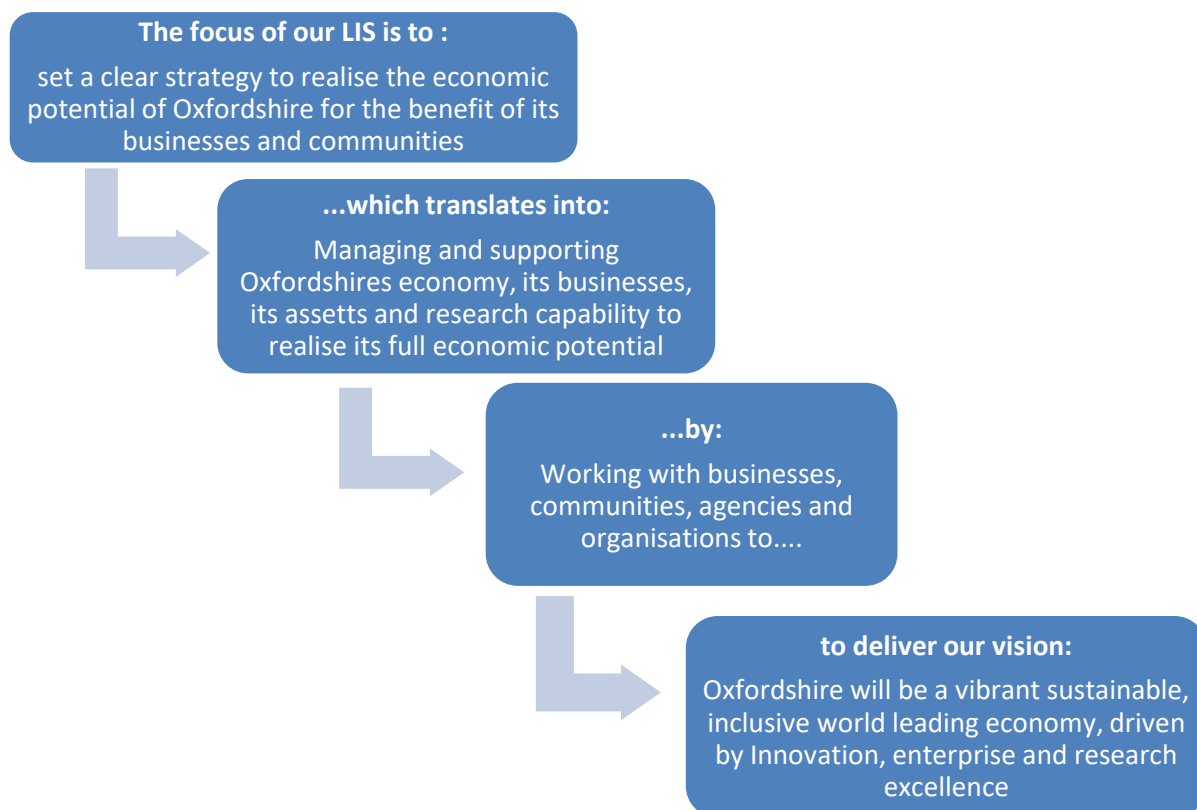 The focus of our LIS is to :
set a clear strategy to realise the economic
potential of Oxfordshire for the benefit of its
businesses and communities
...which translates into:
Managing and supporting
Oxfordshires economy, its businesses,
its assetts and research capability to
realise its full economic potential
...by:
Working with businesses,
communities, agencies and
organisations to....
to deliver our vision:
Oxfordshire will be a vibrant sustainable,
inclusive world leading economy, driven
by Innovation, enterprise and research
excellence